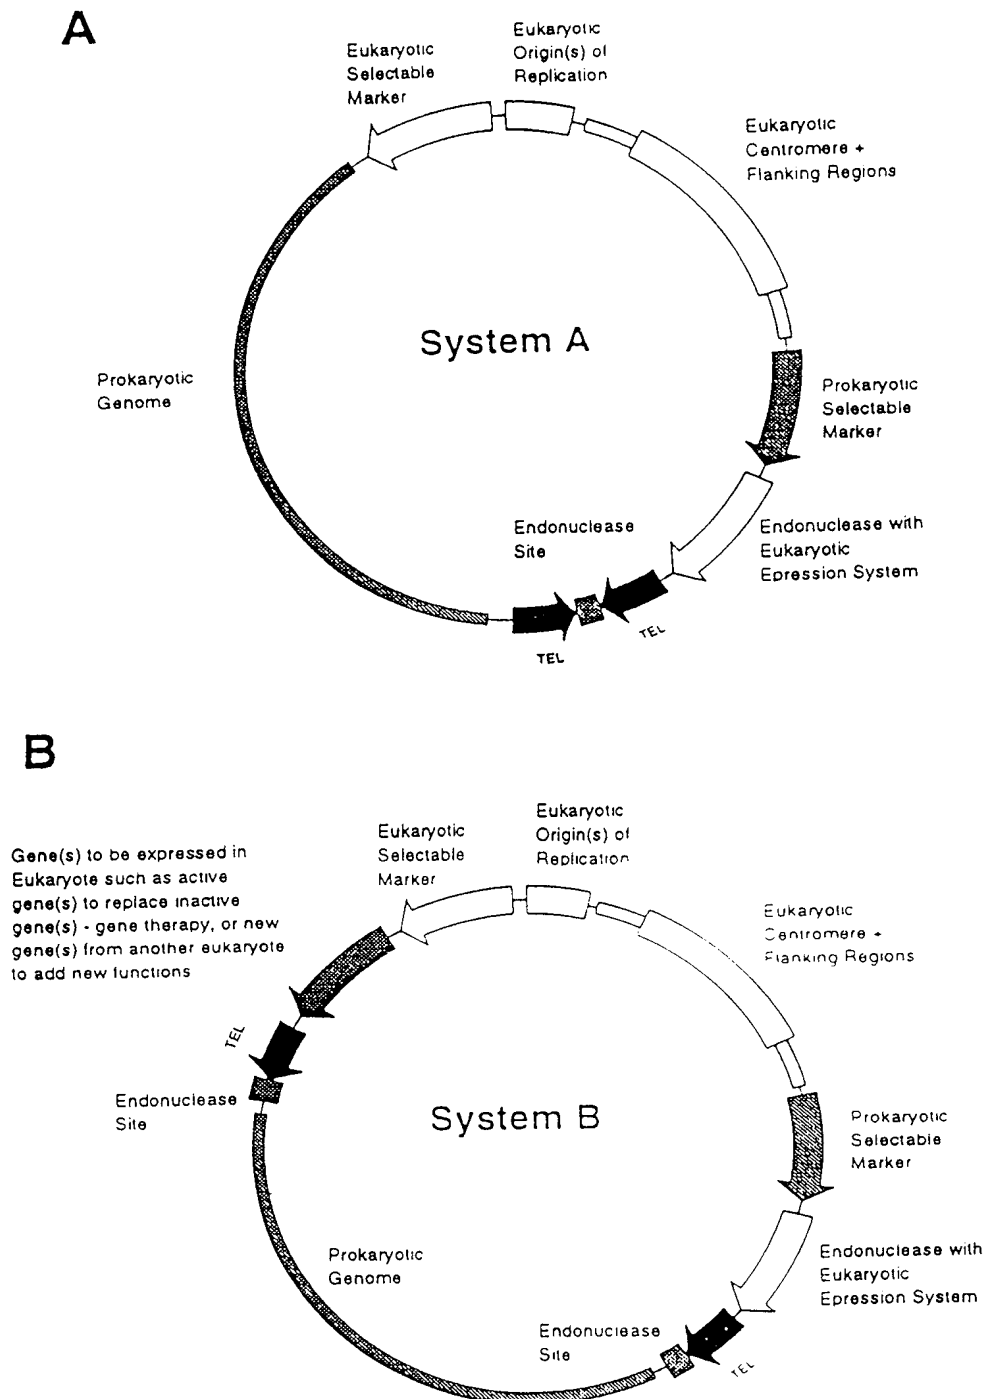 A
Eukaryotic
Selectable
Marker
Eukaryotic
Origin(s) of
Replication
Eukaryotic
Centromere +
Flanking Regions
System A
Prokaryotic
Genome
Prokaryotic
Selectable
Marker
Endonuclease
Site
Endonuclease with
Eukaryotic
Epression System
TEL
TEL
B
Gene(s) to be expressed in
Eukaryote such as active
gene(s) to replace inactive
gene(s) - gene therapy, or new
gene(s) from another eukaryote
to add new functions
Eukaryotic
Selectable
Marker
Eukaryotic
Origin(s) of
Replication
Eukaryotic
Centromere +
Flanking Regions
TEL
Endonuclease
Site
System B
Prokaryotic
Selectable
Marker
Prokaryotic
Genome
Endonuclease with
Eukaryotic
Epression System
Endonuclease
Site
TEL